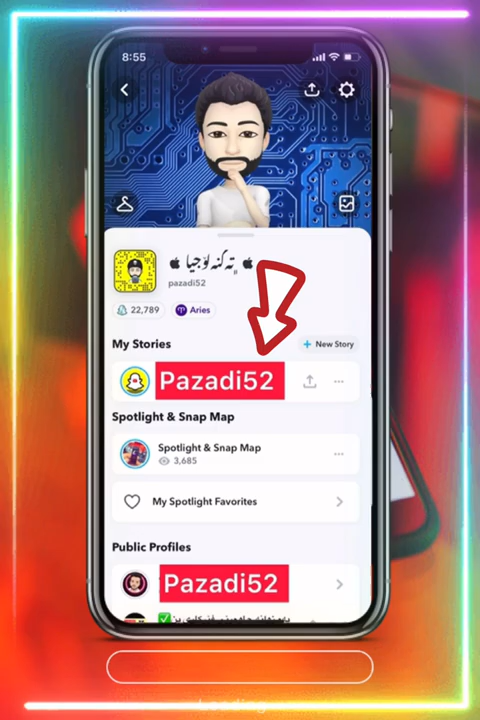 8:55
تەکنەلۆجیا
pazadi52
22,789
Aries
My Stories
+ New Story
Pazadi52
Spotlight & Snap Map
Spotlight & Snap Map
3,685
My Spotlight Favorites
Public Profiles
Pazadi52